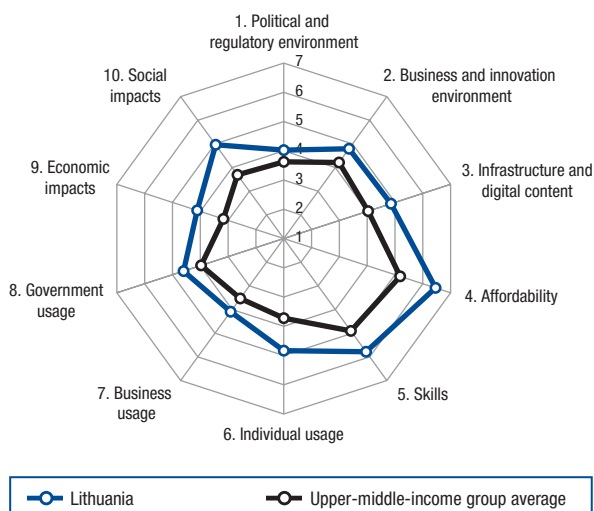 1. Political and
regulatory environment
2. Business and innovation
environment
3. Infrastructure and
digital content
4. Affordability
5. Skills
6. Individual usage
7. Business
usage
8. Government
usage
9. Economic
impacts
10. Social
impacts
7
6
5
4
3
2
1
Lithuania
Upper-middle-income group average